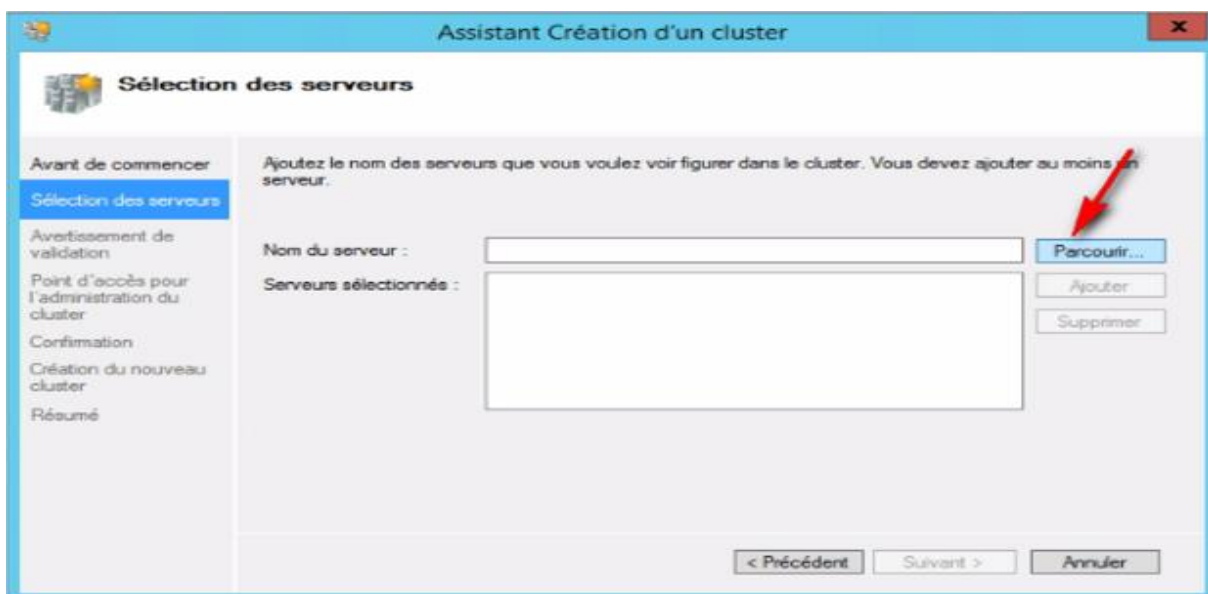 Assistant Création d'un cluster
x
Sélection des serveurs
Avant de commencer
Sélection des serveurs
Avertissement de
validation
Point d'accès pour
l'administration du
cluster
Confirmation
Création du nouveau
cluster
Résumé
Ajoutez le nom des serveurs que vous voulez voir figurer dans le cluster. Vous devez ajouter au moins un
serveur.
Nom du serveur :
Parcourir...
Serveurs sélectionnés :
Ajouter
Supprimer
< Précédent
Suivant >
Annuler